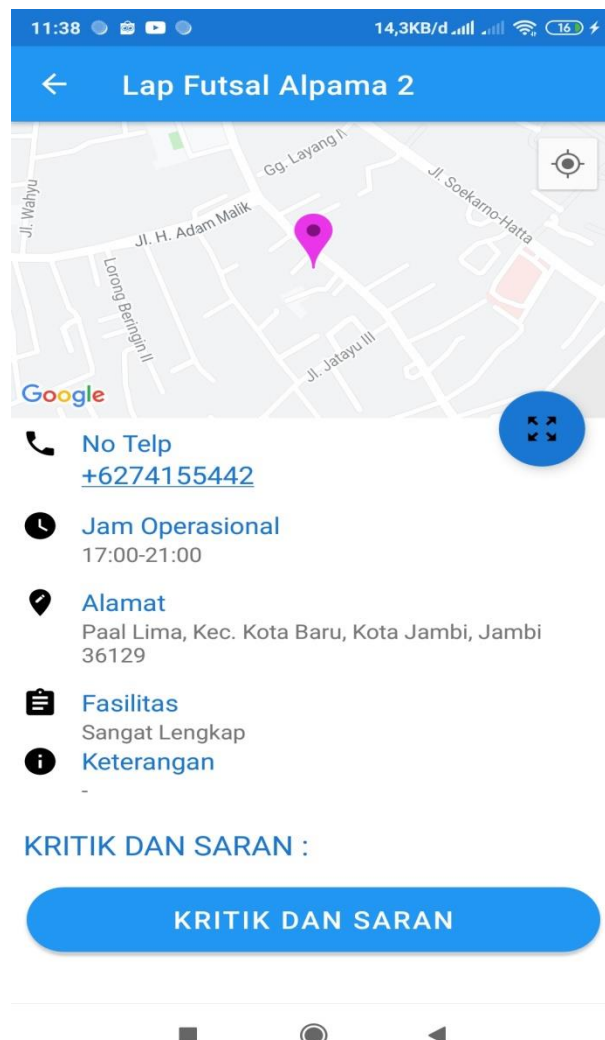 11:38
14,3KB/d
16
Lap Futsal Alpama 2
Gg. Layang
Jl. Soekarno-Hatta
Jl. Wahyu
Jl. H. Adam Malik
Lorong Beringin II
Jl. Jatayu III
Google
No Telp
+6274155442
Jam Operasional
17:00-21:00
Alamat
Paal Lima, Kec. Kota Baru, Kota Jambi, Jambi
36129
Fasilitas
Sangat Lengkap
Keterangan
-
KRITIK DAN SARAN :
KRITIK DAN SARAN